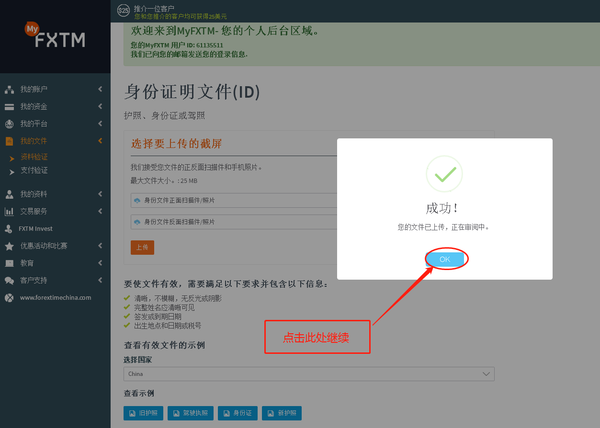 My
FXTM
$25
推介一位客户
您和您推介的客户均可获得25美元
欢迎来到MyFXTM- 您的个人后台区域。
您的MyFXTM 用户 ID: G1135531
我们已向您的邮箱发送您的登录信息.
我的账户
我的资金
我的平台
我的文件
资料验证
支付验证
我的资料
交易服务
FXTM Invest
优惠活动和比赛
教育
客户支持
www.forextimechina.com
身份证明文件(ID)
护照、身份证或驾照
选择要上传的截屏
我们接受您文件的正反面扫描件和手机照片。
最大文件大小。: 25 MB
身份文件正面扫描件/照片
身份文件反面扫描件/照片
上传
成功！
您的文件已上传，正在审阅中。
OK
点击此处继续
要使文件有效，需要满足以下要求并包含以下信息：
清晰，不模糊，无反光或阴影
完整姓名应清晰可见
签发或到期日期
出生地点和日期或税号
查看有效文件的示例
选择国家
China
查看示例
旧护照
驾驶执照
身份证
新护照